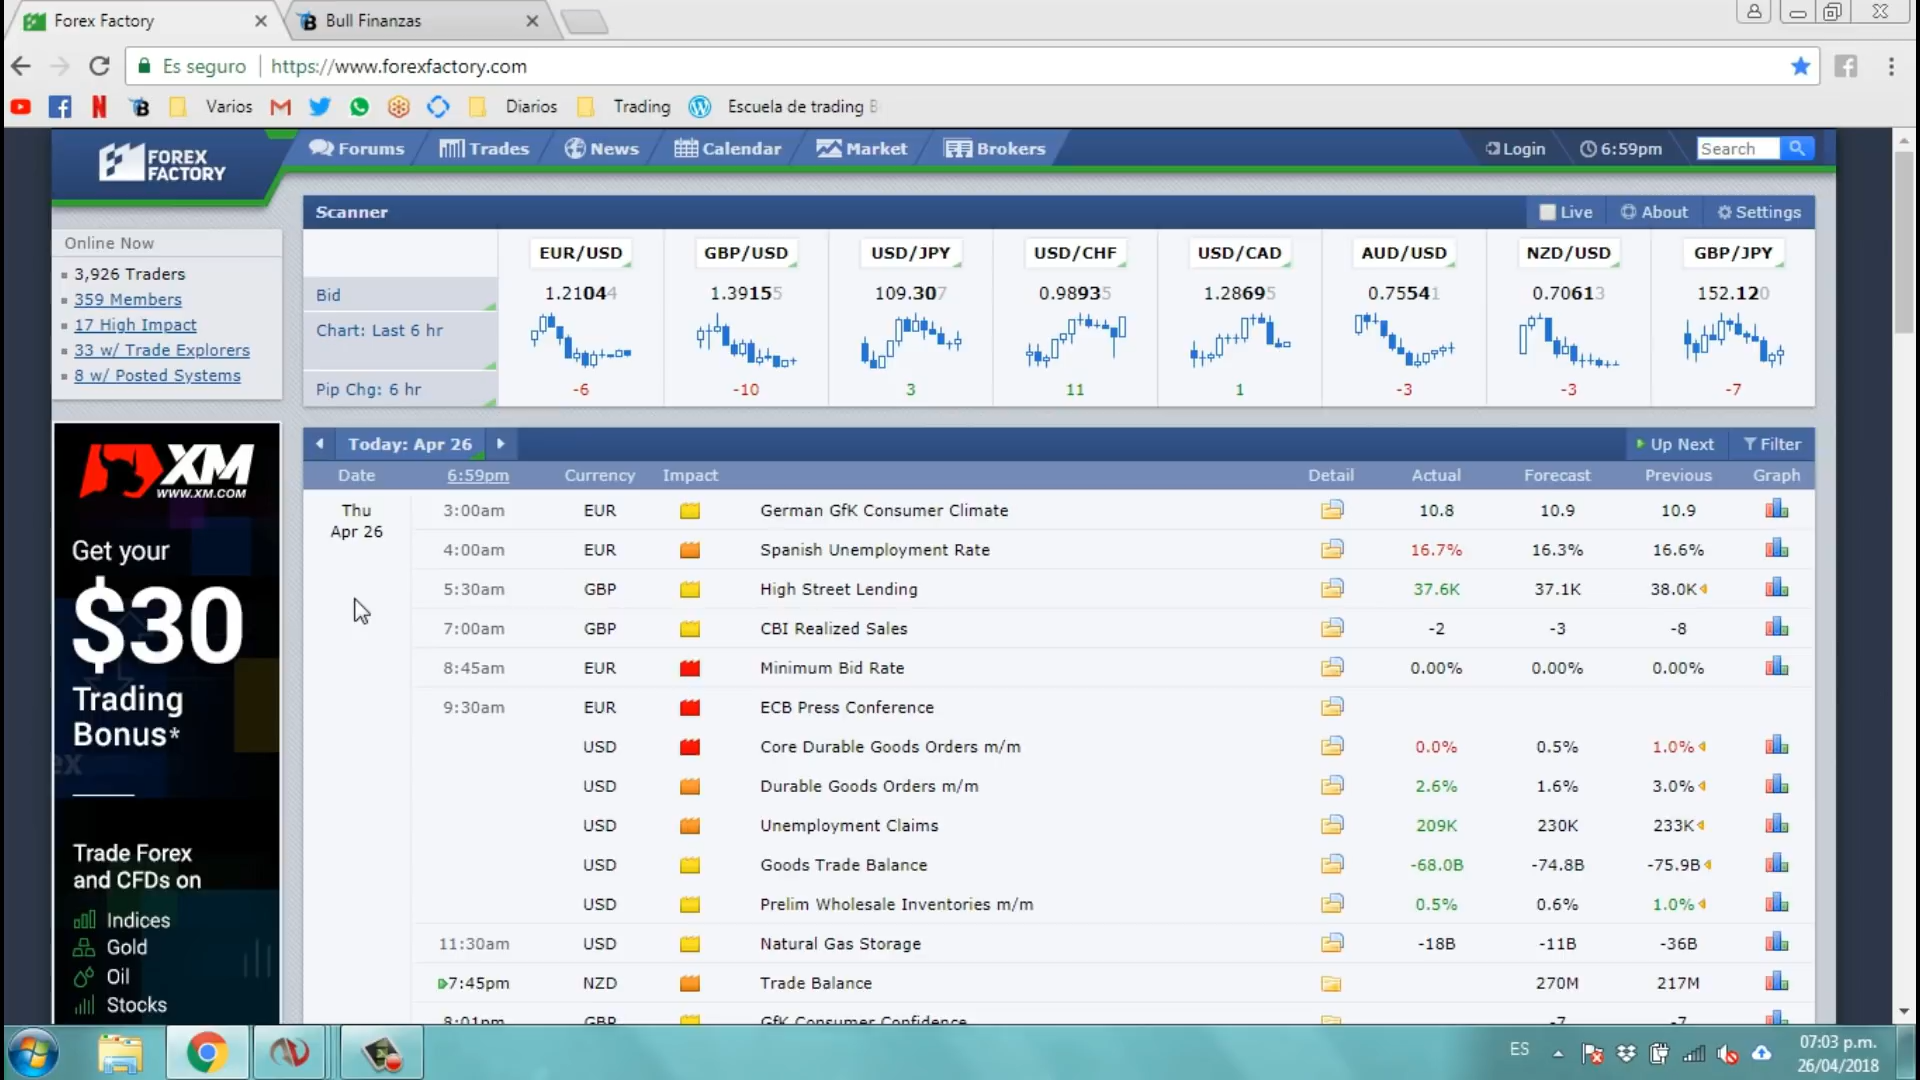 Forex Factory
Bull Finanzas
Es seguro https://www.forexfactory.com
Varios Diarios Trading Escuela de trading
FOREX FACTORY
Forums Trades News Calendar Market Brokers Login 6:59pm Search
Online Now
3,926 Traders
359 Members
17 High Impact
33 w/ Trade Explorers
8 w/ Posted Systems
XM
WWW.XM.COM
Get your
$30
Trading
Bonus*
Trade Forex
and CFDs on
Indices
Gold
Oil
Stocks
Scanner Live About Settings
EUR/USD GBP/USD USD/JPY USD/CHF USD/CAD AUD/USD NZD/USD GBP/JPY
Bid 1.21044 1.39155 109.307 0.98935 1.28695 0.75541 0.70613 152.120
Chart: Last 6 hr
Pip Chg: 6 hr -6 -10 3 11 1 -3 -3 -7
Today: Apr 26 Up Next Filter
Date 6:59pm Currency Impact Detail Actual Forecast Previous Graph
Thu Apr 26 3:00am EUR German GfK Consumer Climate 10.8 10.9 10.9
4:00am EUR Spanish Unemployment Rate 16.7% 16.3% 16.6%
5:30am GBP High Street Lending 37.6K 37.1K 38.0K
7:00am GBP CBI Realized Sales -2 -3 -8
8:45am EUR Minimum Bid Rate 0.00% 0.00% 0.00%
9:30am EUR ECB Press Conference
USD Core Durable Goods Orders m/m 0.0% 0.5% 1.0%
USD Durable Goods Orders m/m 2.6% 1.6% 3.0%
USD Unemployment Claims 209K 230K 233K
USD Goods Trade Balance -68.0B -74.8B -75.9B
USD Prelim Wholesale Inventories m/m 0.5% 0.6% 1.0%
11:30am USD Natural Gas Storage -18B -11B -36B
7:45pm NZD Trade Balance 270M 217M
8:01pm GBP GfK Consumer Confidence -7 -7
ES
07:03 p.m.
26/04/2018